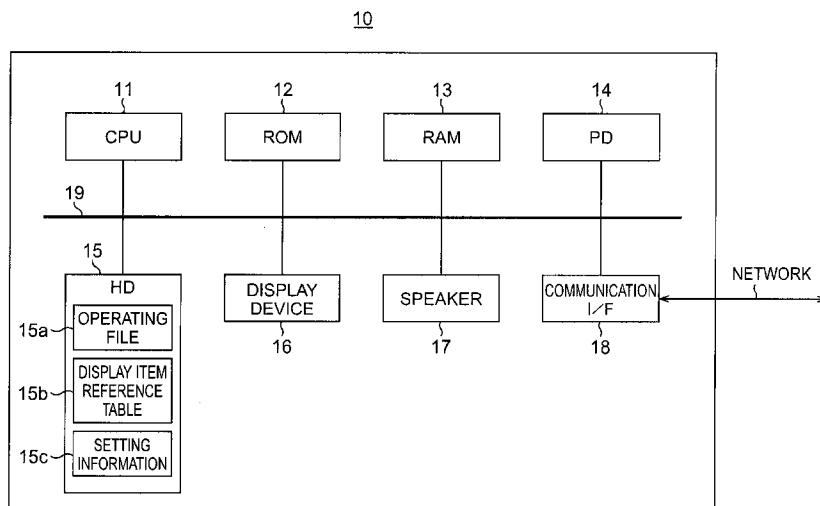 10
11
12
13
14
CPU
ROM
RAM
PD
19
15
HD
OPERATING
FILE
15a
DISPLAY ITEM
REFERENCE
TABLE
15b
SETTING
INFORMATION
15c
DISPLAY
DEVICE
16
SPEAKER
17
COMMUNICATION
I/F
18
NETWORK